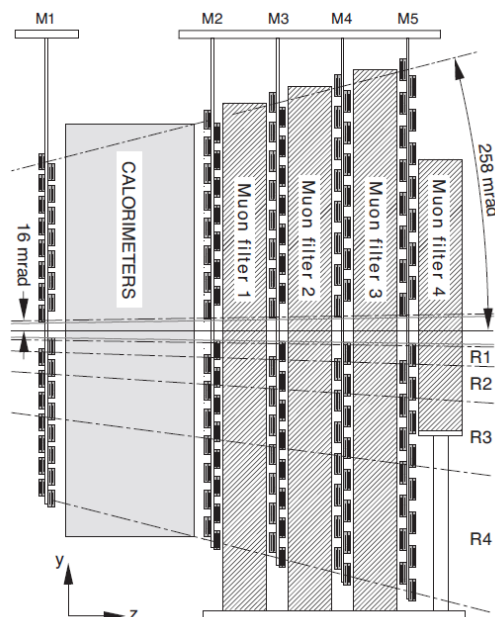 M1
M2
M3
M4
M5
CALORIMETERS
Muon filter 1
Muon filter 2
Muon filter 3
Muon filter 4
258 mrad
16 mrad
R1
R2
R3
R4
y
z